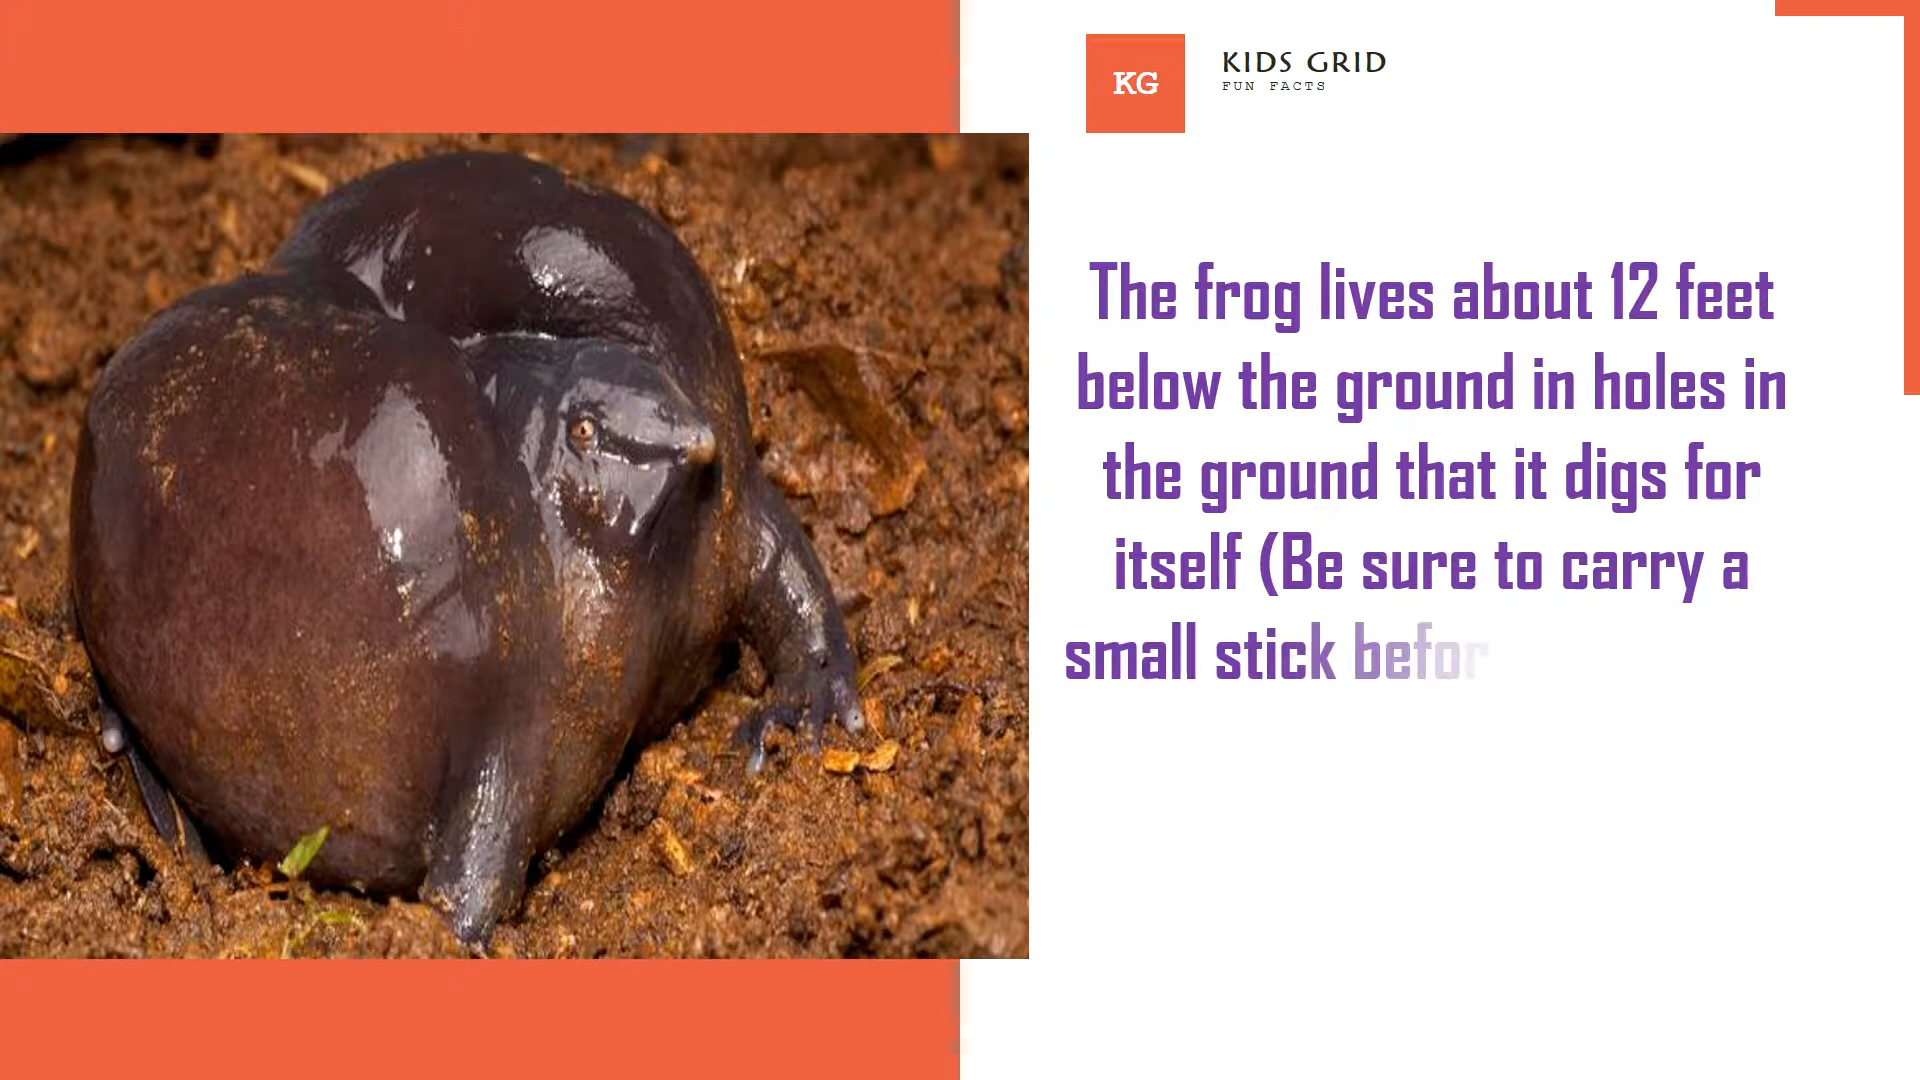 KG
KIDS GRID
FUN FACTS
The frog lives about 12 feet
below the ground in holes in
the ground that it digs for
itself (Be sure to carry a
small stick befor